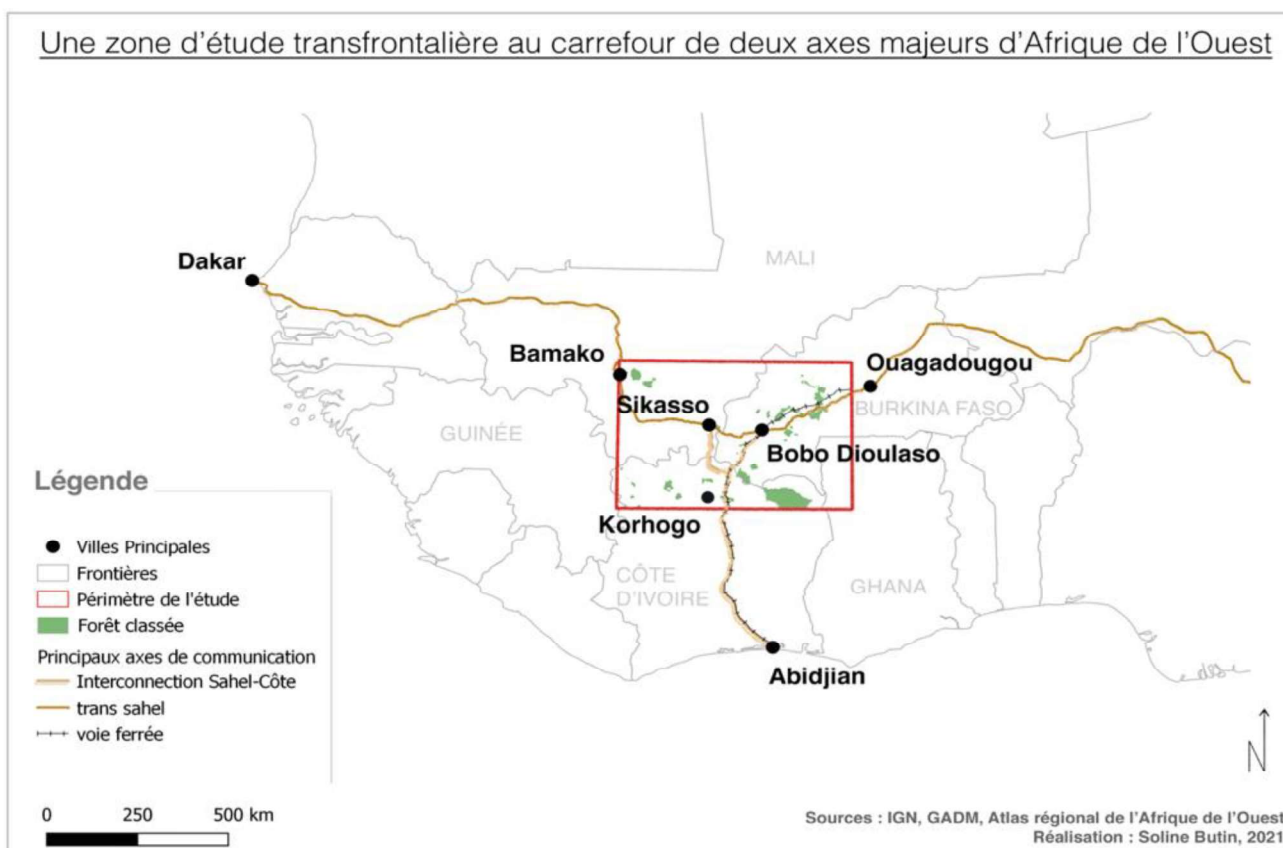 Une zone d'étude transfrontalière au carrefour de deux axes majeurs d'Afrique de l'Ouest
Dakar
MALI
Bamako
Ouagadougou
Sikasso
BURKINA FASO
GUINÉE
Bobo Dioulaso
Korhogo
CÔTE
D'IVOIRE
GHANA
Abidjian
Légende
Villes Principales
Frontières
Périmètre de l'étude
Forêt classée
Principaux axes de communication
Interconnection Sahel-Côte
trans sahel
voie ferrée
N
0 250 500 km
Sources : IGN, GADM, Atlas régional de l'Afrique de l'Ouest
Réalisation : Soline Butin, 2021